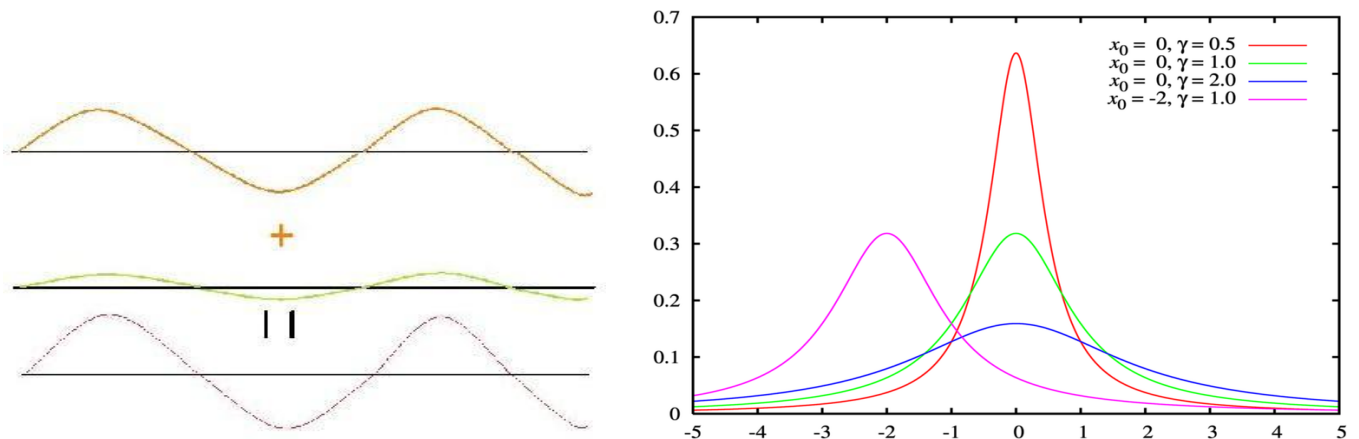 +
||
0.7
0.6
0.5
0.4
0.3
0.2
0.1
0
x₀ = 0, γ = 0.5
x₀ = 0, γ = 1.0
x₀ = 0, γ = 2.0
x₀ = -2, γ = 1.0
-5 -4 -3 -2 -1 0 1 2 3 4 5